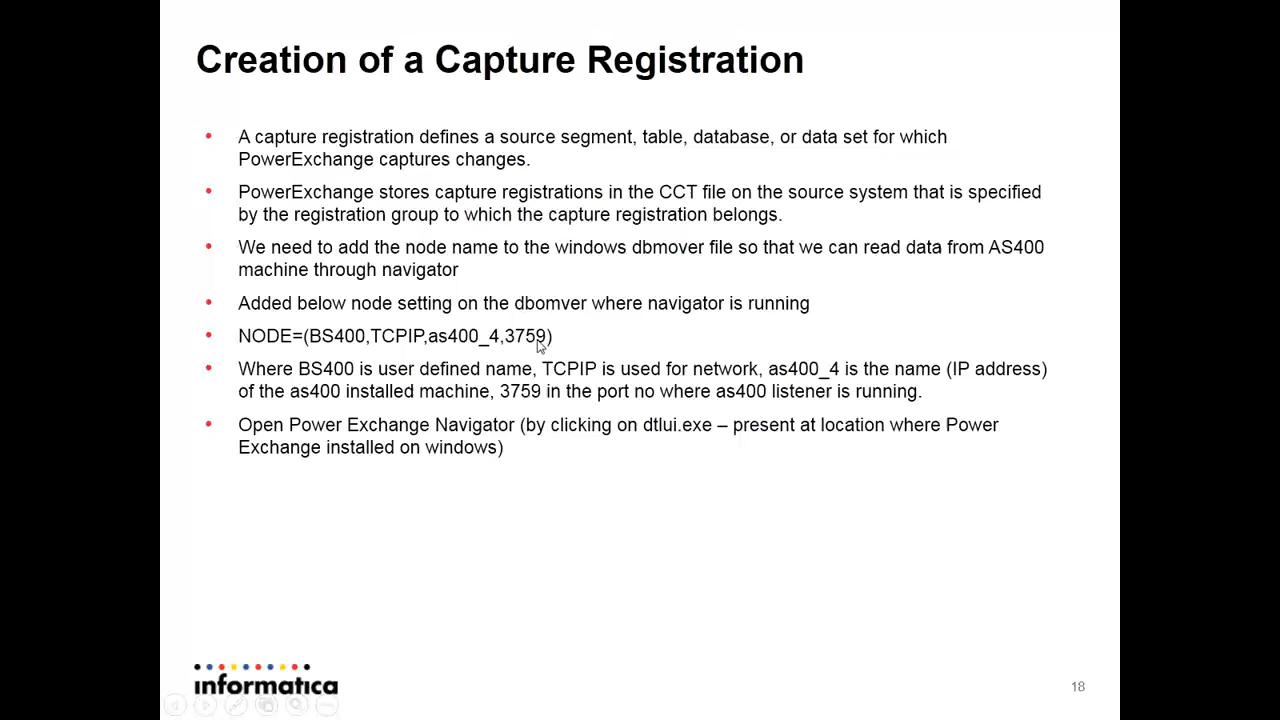 Creation of a Capture Registration
• A capture registration defines a source segment, table, database, or data set for which
PowerExchange captures changes.
• PowerExchange stores capture registrations in the CCT file on the source system that is specified
by the registration group to which the capture registration belongs.
• We need to add the node name to the windows dbmover file so that we can read data from AS400
machine through navigator
• Added below node setting on the dbomver where navigator is running
• NODE=(BS400,TCPIP,as400_4,3759)
• Where BS400 is user defined name, TCPIP is used for network, as400_4 is the name (IP address)
of the as400 installed machine, 3759 in the port no where as400 listener is running.
• Open Power Exchange Navigator (by clicking on dtlui.exe – present at location where Power
Exchange installed on windows)
informatica
18